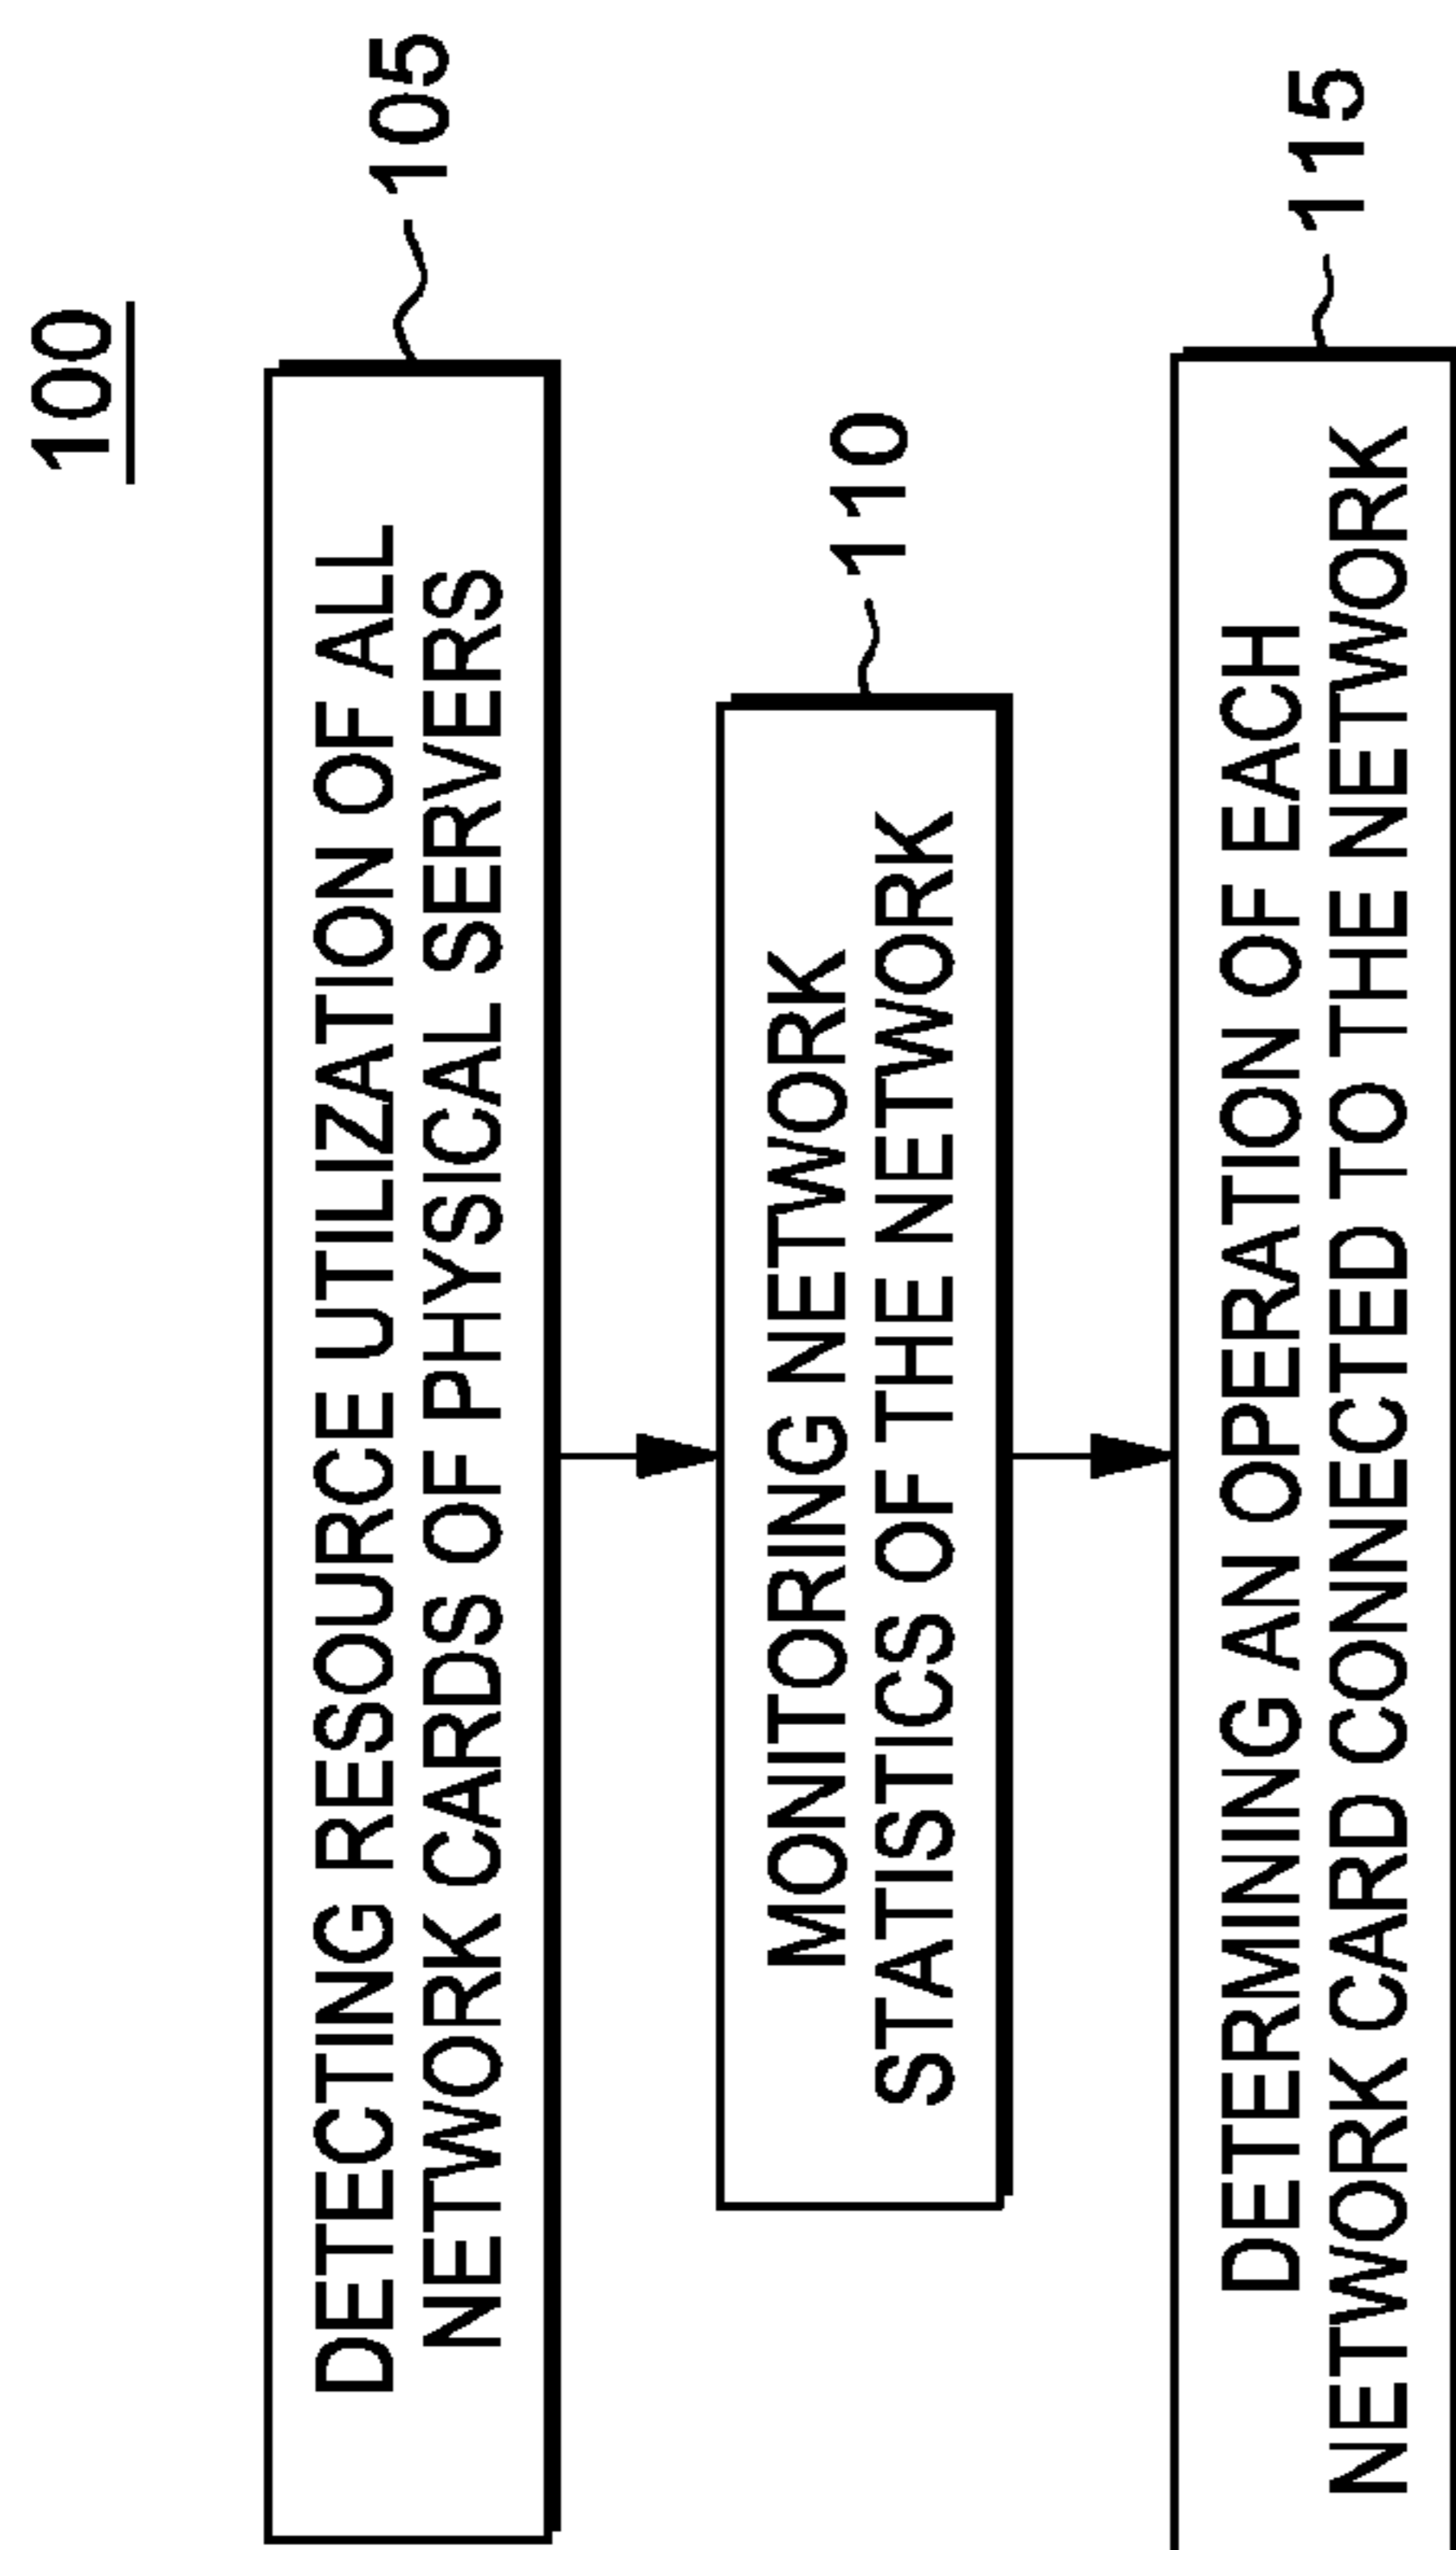 100
DETECTING RESOURCE UTILIZATION OF ALL
NETWORK CARDS OF PHYSICAL SERVERS
105
MONITORING NETWORK
STATISTICS OF THE NETWORK
110
DETERMINING AN OPERATION OF EACH
NETWORK CARD CONNECTED TO THE NETWORK
115